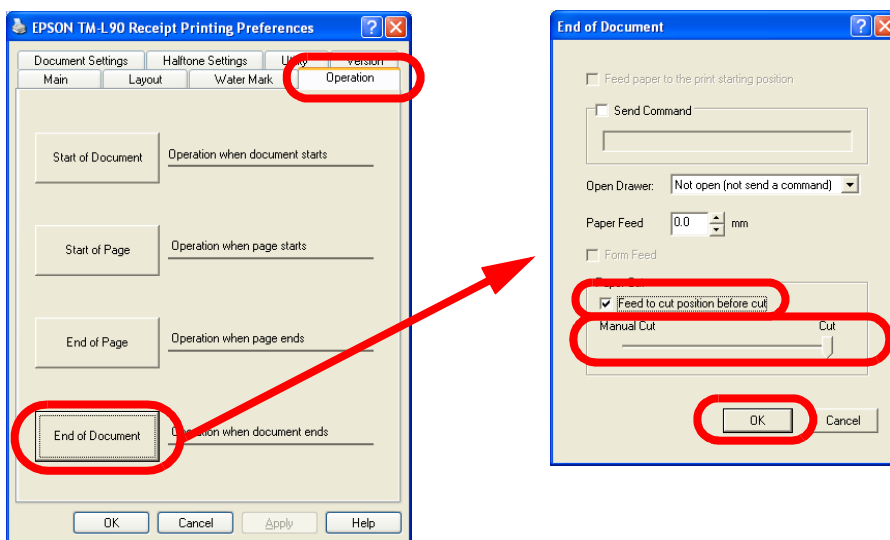 EPSON TM-L90 Receipt Printing Preferences
Document Settings Halftone Settings Utility Version
Main Layout Water Mark Operation
Start of Document Operation when document starts
Start of Page Operation when page starts
End of Page Operation when page ends
End of Document Operation when document ends
OK Cancel Apply Help
End of Document
Feed paper to the print starting position
Send Command
Open Drawer: Not open (not send a command)
Paper Feed 0.0 mm
Form Feed
Paper Cut
Feed to cut position before cut
Manual Cut Cut
OK Cancel